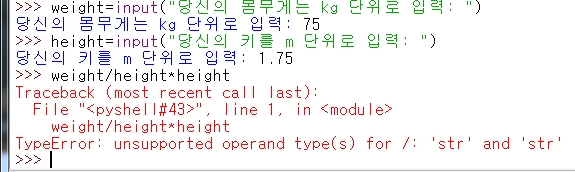 >>> weight=input("당신의 몸무게는 kg 단위로 입력: ")
당신의 몸무게는 kg 단위로 입력: 75
>>> height=input("당신의 키를 m 단위로 입력: ")
당신의 키를 m 단위로 입력: 1.75
>>> weight/height*height
Traceback (most recent call last):
  File "<pyshell#43>", line 1, in <module>
    weight/height*height
TypeError: unsupported operand type(s) for /: 'str' and 'str'
>>>